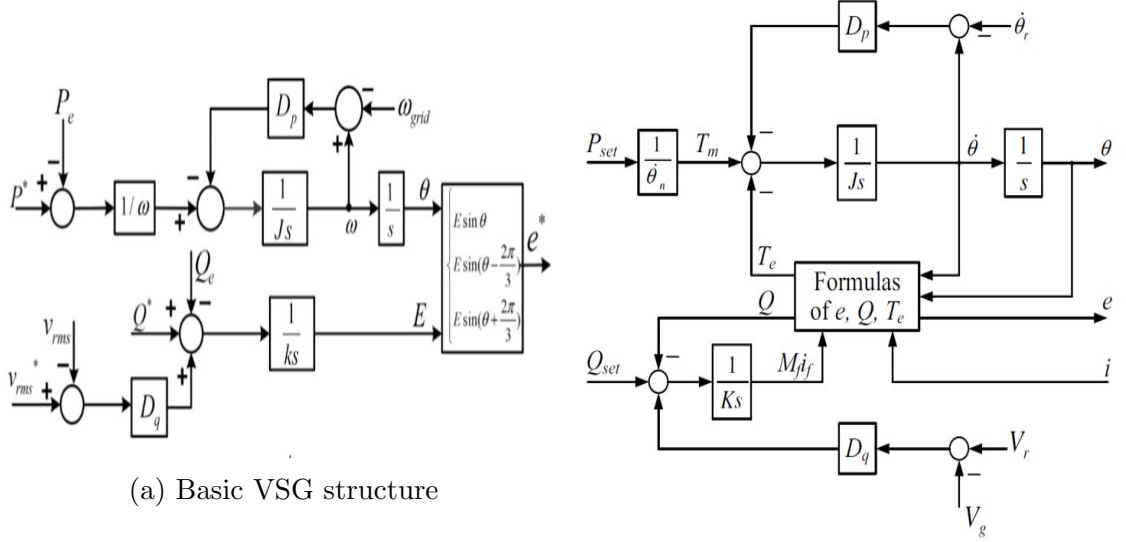 P_e
P*
1/ω
D_p
ω_grid
1/Js
ω
1/s
θ
E sin θ
E sin(θ - 2π/3)
E sin(θ + 2π/3)
e*
Q_e
Q*
v_rms
v_rms*
D_q
1/ks
E
(a) Basic VSG structure
D_p
θ̇_r
P_set
1/θ̇_n
T_m
1/Js
θ̇
1/s
θ
T_e
Formulas
of e, Q, T_e
Q
e
Q_set
1/Ks
M_f i_f
i
D_q
V_r
V_g